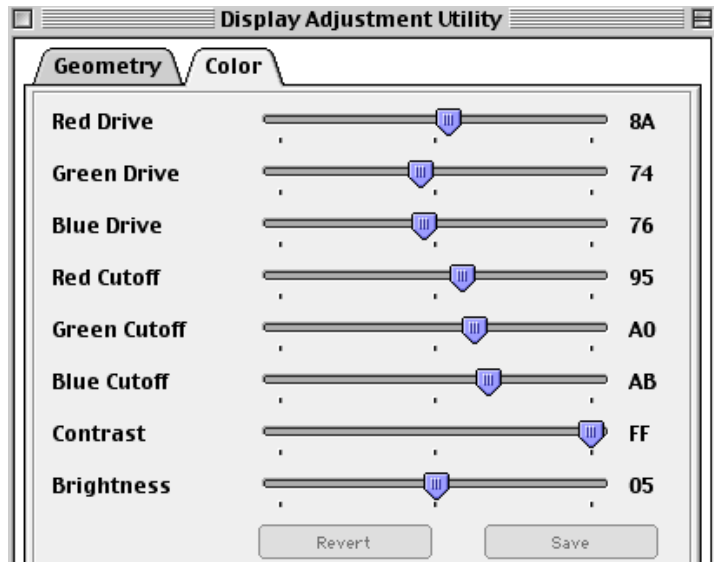 Display Adjustment Utility
Geometry Color
Red Drive 8A
Green Drive 74
Blue Drive 76
Red Cutoff 95
Green Cutoff A0
Blue Cutoff AB
Contrast FF
Brightness 05
Revert Save